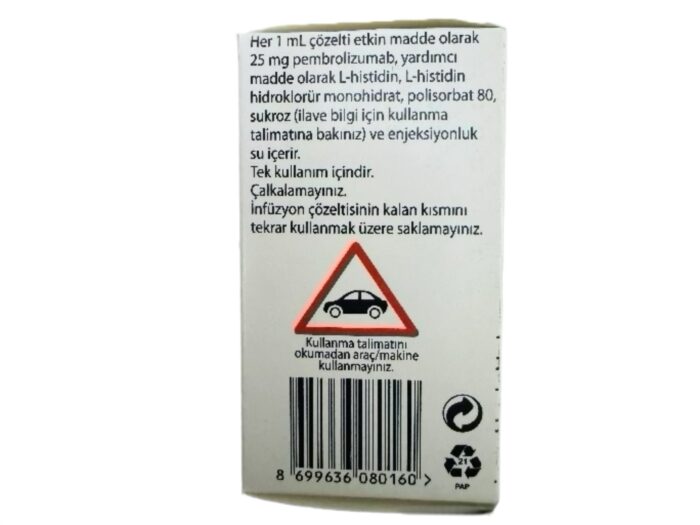 Her 1 mL çözelti etkin madde olarak
25 mg pembrolizumab, yardımcı
madde olarak L-histidin, L-histidin
hidroklorür monohidrat, polisorbat 80,
sukroz (ilave bilgi için kullanma
talimatına bakınız) ve enjeksiyonluk
su içerir.
Tek kullanım içindir.
Çalkalamayınız.
İnfüzyon çözeltisinin kalan kısmını
tekrar kullanmak üzere saklamayınız.
Kullanma talimatını
okumadan araç/makine
kullanmayınız.
8 699636 080160 >
21
PAP